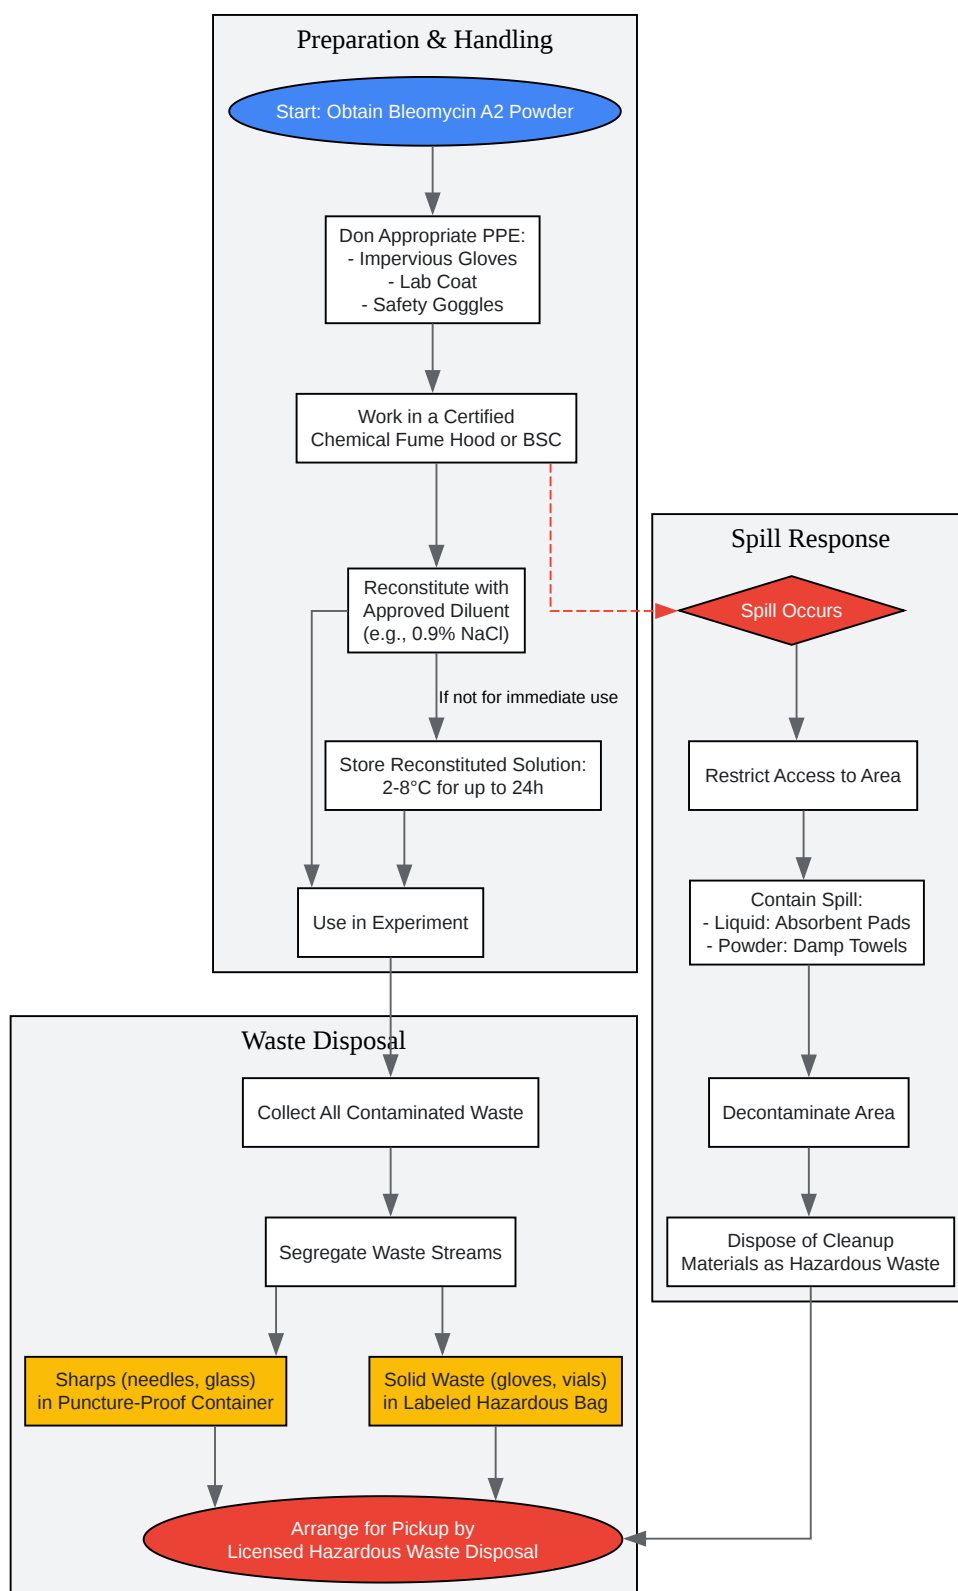 Preparation & Handling
Start: Obtain Bleomycin A2 Powder
Don Appropriate PPE:
- Impervious Gloves
- Lab Coat
- Safety Goggles
Work in a Certified
Chemical Fume Hood or BSC
Reconstitute with
Approved Diluent
(e.g., 0.9% NaCl)
If not for immediate use
Store Reconstituted Solution:
2-8°C for up to 24h
Use in Experiment
Spill Response
Spill Occurs
Restrict Access to Area
Contain Spill:
- Liquid: Absorbent Pads
- Powder: Damp Towels
Decontaminate Area
Dispose of Cleanup
Materials as Hazardous Waste
Waste Disposal
Collect All Contaminated Waste
Segregate Waste Streams
Sharps (needles, glass)
in Puncture-Proof Container
Solid Waste (gloves, vials)
in Labeled Hazardous Bag
Arrange for Pickup by
Licensed Hazardous Waste Disposal